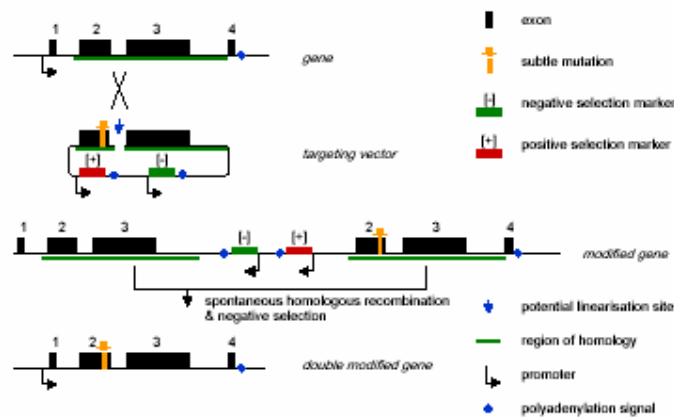 1 2 3 4
gene
targeting vector
[+] [-]
1 2 3 [-] [+] 2 3 4
modified gene
spontaneous homologous recombination
& negative selection
1 2 3 4
double modified gene
exon
subtle mutation
[-]
negative selection marker
[+]
positive selection marker
potential linearisation site
region of homology
promoter
polyadenylation signal